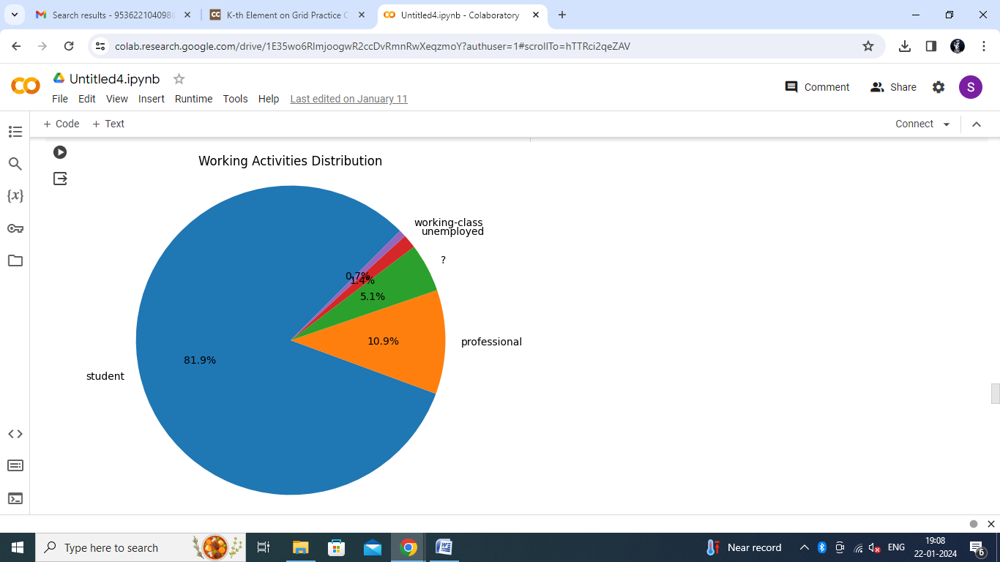 Search results - 953622104098
K-th Element on Grid Practice C
Untitled4.ipynb - Colaboratory
colab.research.google.com/drive/1E35wo6RlmjoogwR2ccDvRmnRwXeqzmoY?authuser=1#scrollTo=hTTRci2qeZAV
Untitled4.ipynb
Comment
Share
S
File Edit View Insert Runtime Tools Help Last edited on January 11
+ Code + Text
Connect
{x}
Working Activities Distribution
working-class
unemployed
?
0.7%
1.4%
5.1%
10.9%
professional
81.9%
student
Type here to search
Near record
ENG
19:08
22-01-2024
6